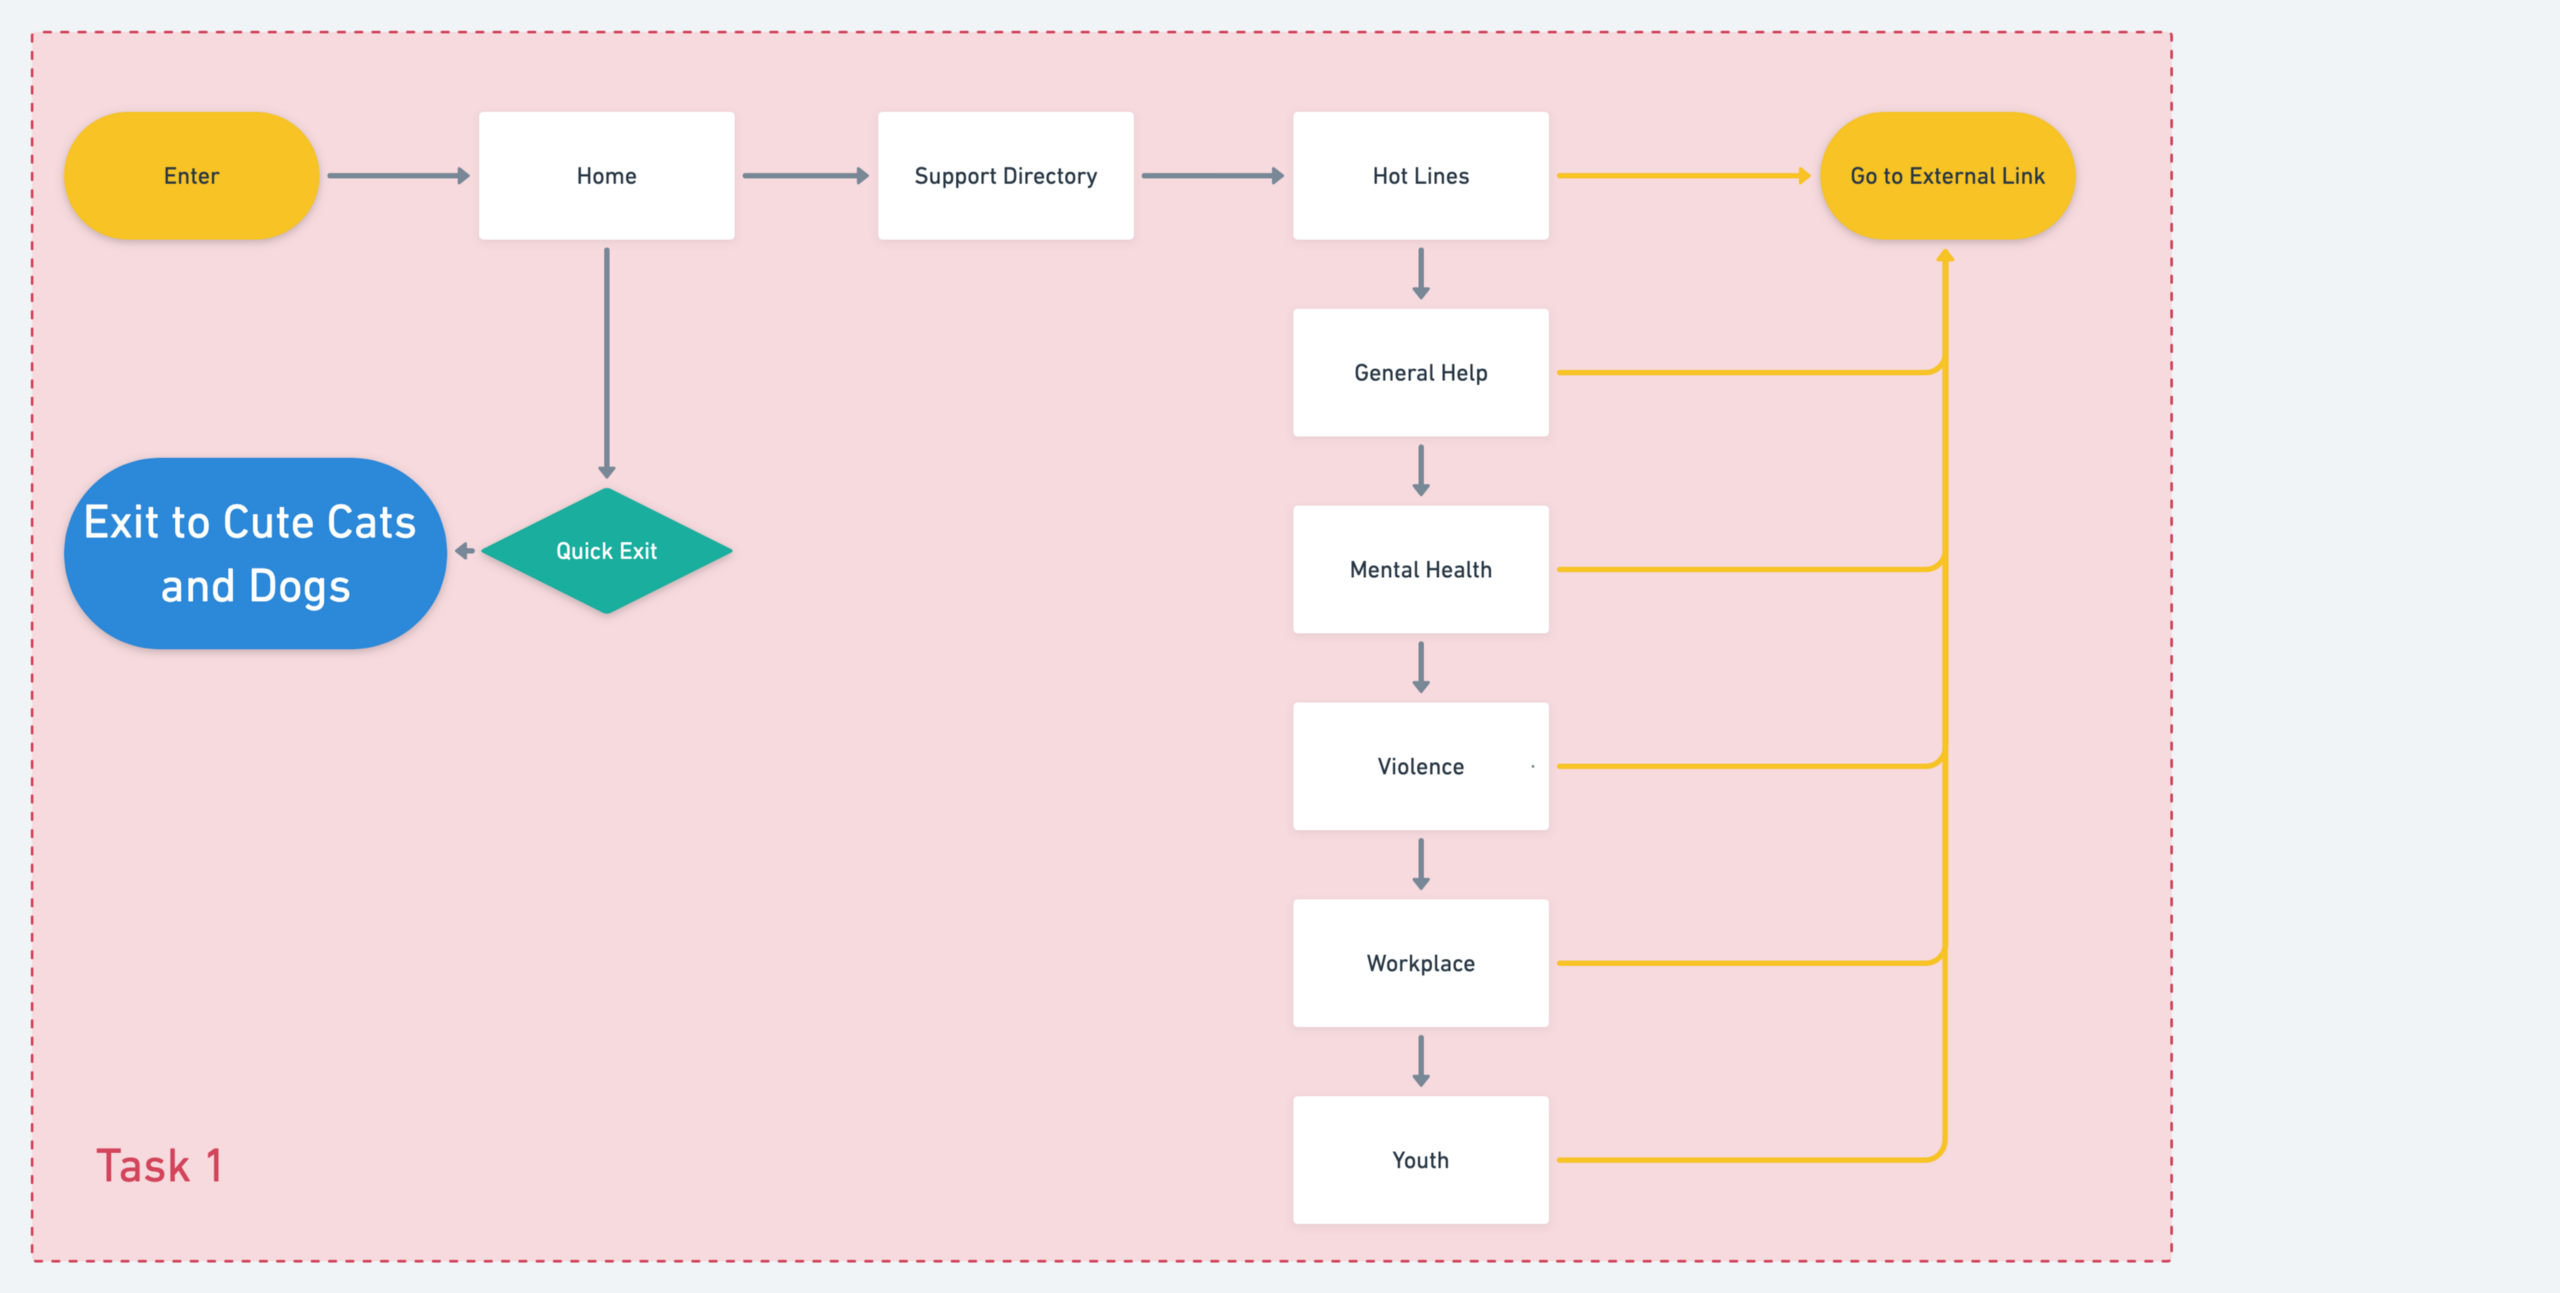 Enter
Home
Support Directory
Hot Lines
Go to External Link
General Help
Exit to Cute Cats
and Dogs
Quick Exit
Mental Health
Violence
Workplace
Task 1
Youth